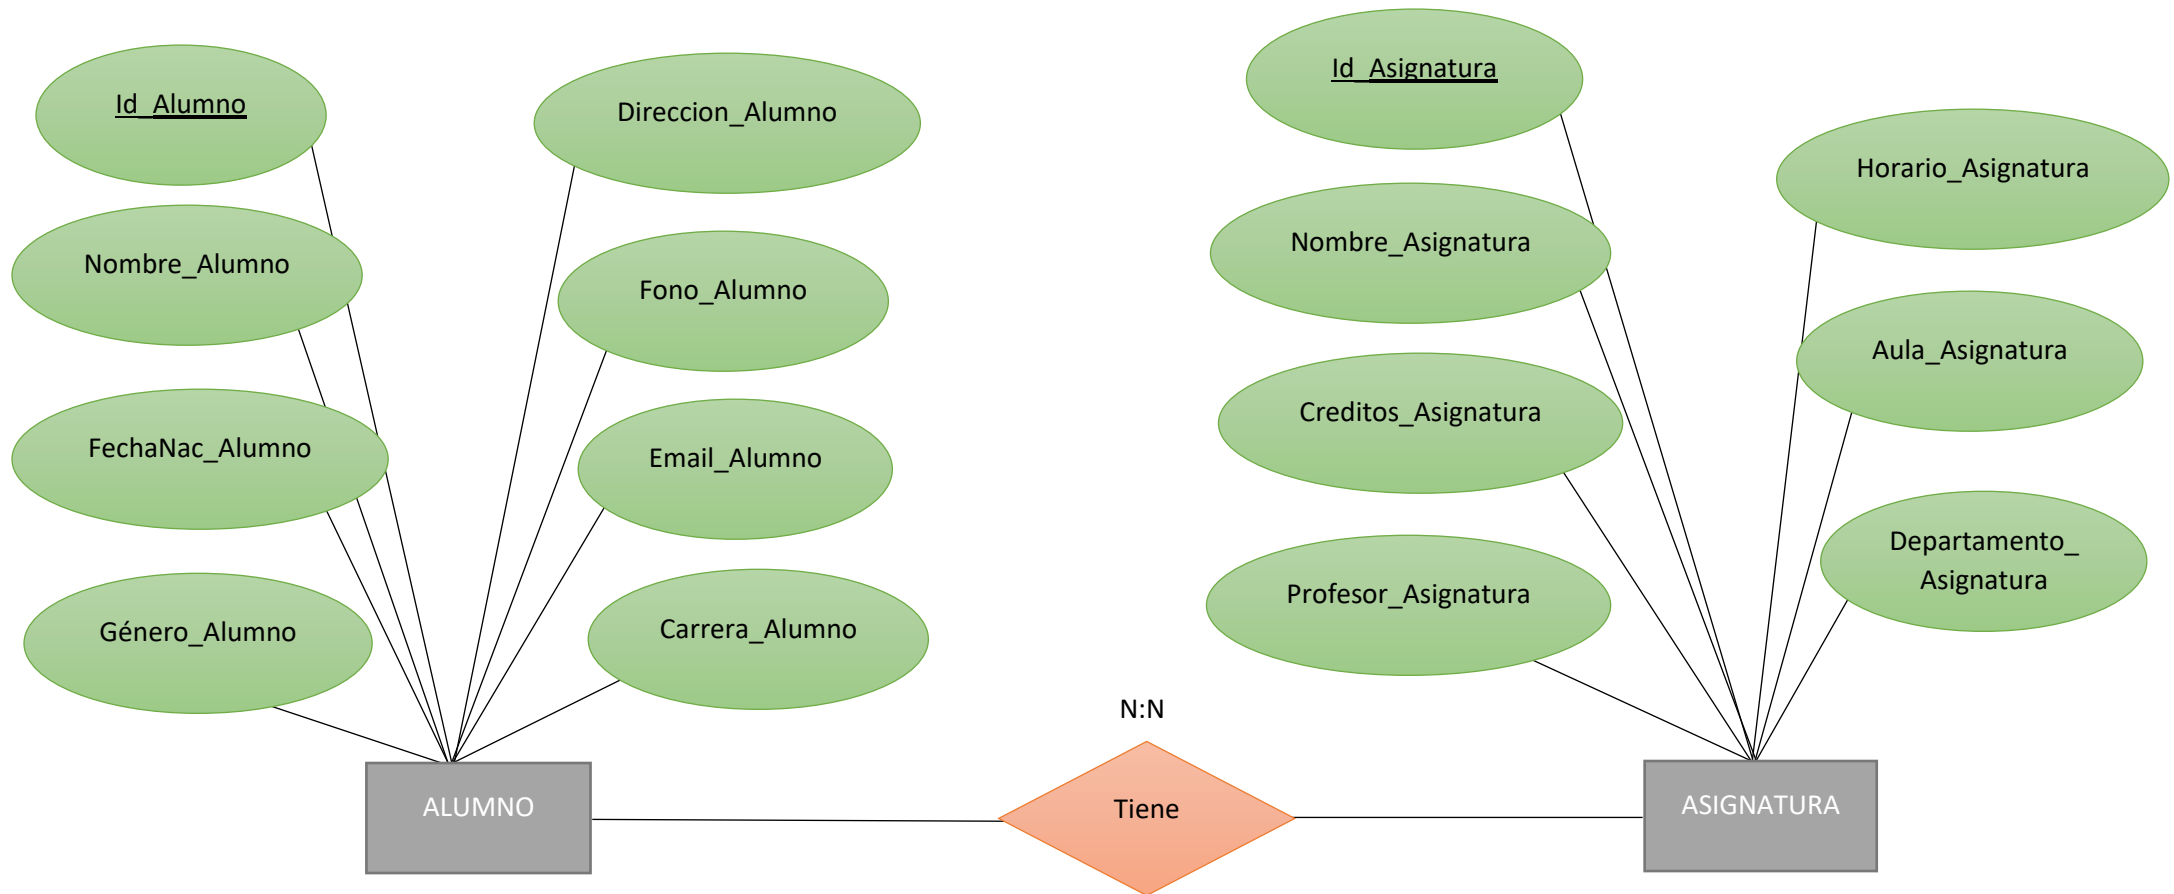 Id_Alumno
Direccion_Alumno
Nombre_Alumno
Fono_Alumno
FechaNac_Alumno
Email_Alumno
Género_Alumno
Carrera_Alumno
ALUMNO
N:N
Tiene
Id_Asignatura
Horario_Asignatura
Nombre_Asignatura
Aula_Asignatura
Creditos_Asignatura
Departamento_
Asignatura
Profesor_Asignatura
ASIGNATURA